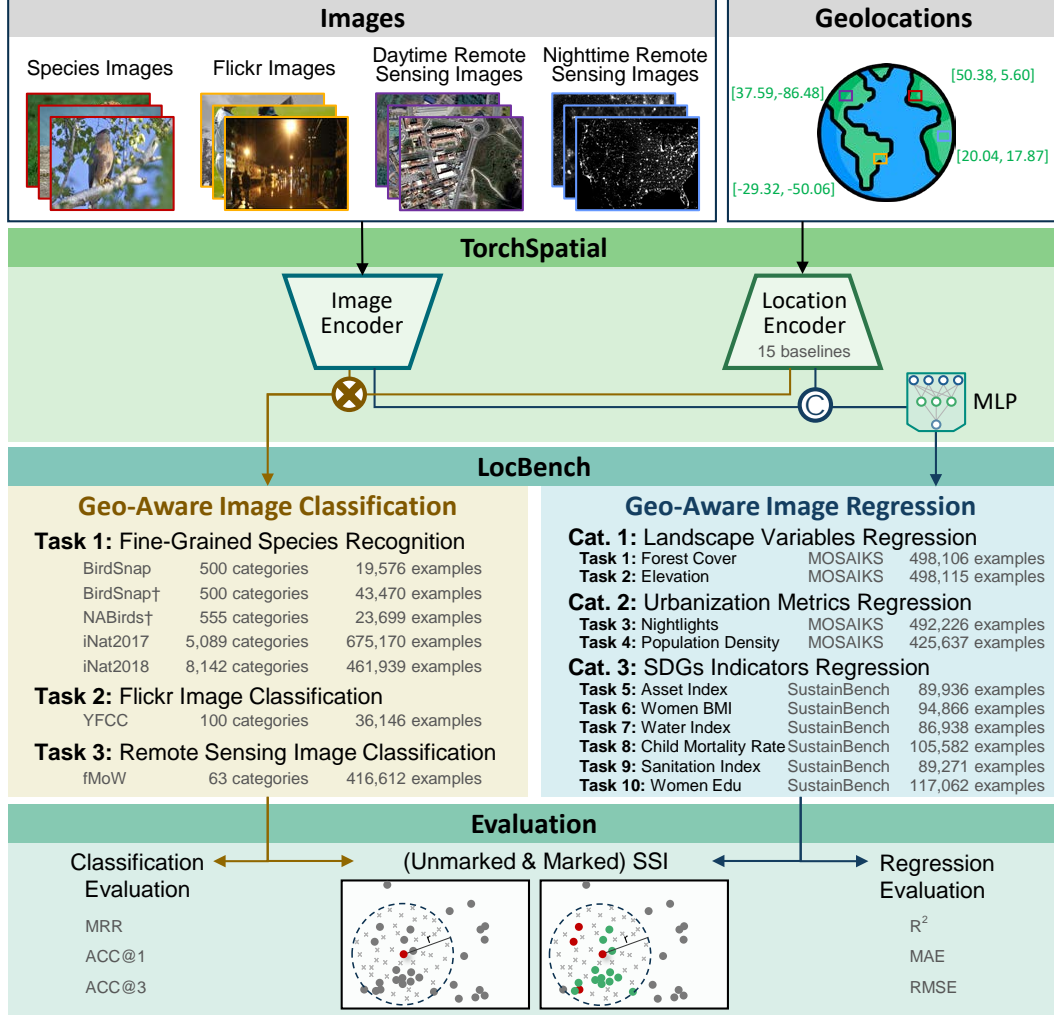 Images
Geolocations
Species Images
Flickr Images
Daytime Remote
Sensing Images
Nighttime Remote
Sensing Images
[37.59,-86.48]
[50.38, 5.60]
[20.04, 17.87]
[-29.32, -50.06]
TorchSpatial
Image
Encoder
Location
Encoder
15 baselines
C
MLP
LocBench
Geo-Aware Image Classification
Task 1: Fine-Grained Species Recognition
BirdSnap 500 categories 19,576 examples
BirdSnap† 500 categories 43,470 examples
NABirds† 555 categories 23,699 examples
iNat2017 5,089 categories 675,170 examples
iNat2018 8,142 categories 461,939 examples
Task 2: Flickr Image Classification
YFCC 100 categories 36,146 examples
Task 3: Remote Sensing Image Classification
fMoW 63 categories 416,612 examples
Geo-Aware Image Regression
Cat. 1: Landscape Variables Regression
Task 1: Forest Cover MOSAIKS 498,106 examples
Task 2: Elevation MOSAIKS 498,115 examples
Cat. 2: Urbanization Metrics Regression
Task 3: Nightlights MOSAIKS 492,226 examples
Task 4: Population Density MOSAIKS 425,637 examples
Cat. 3: SDGs Indicators Regression
Task 5: Asset Index SustainBench 89,936 examples
Task 6: Women BMI SustainBench 94,866 examples
Task 7: Water Index SustainBench 86,938 examples
Task 8: Child Mortality Rate SustainBench 105,582 examples
Task 9: Sanitation Index SustainBench 89,271 examples
Task 10: Women Edu SustainBench 117,062 examples
Evaluation
Classification
Evaluation
MRR
ACC@1
ACC@3
(Unmarked & Marked) SSI
r
r
Regression
Evaluation
R²
MAE
RMSE